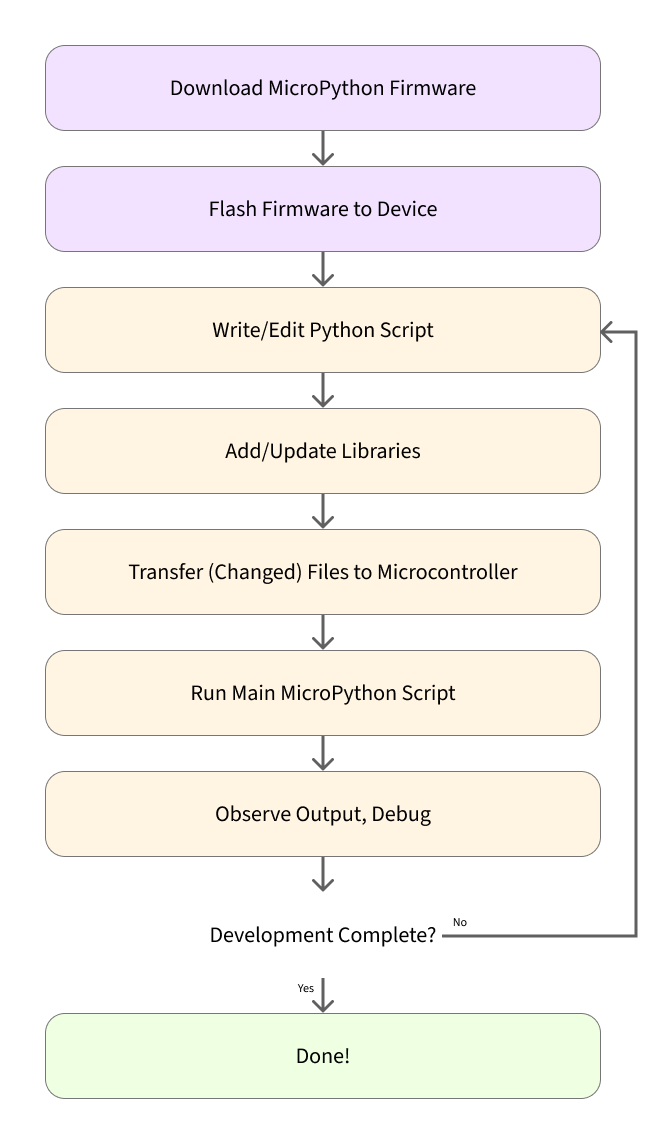 Download MicroPython Firmware
Flash Firmware to Device
Write/Edit Python Script
Add/Update Libraries
Transfer (Changed) Files to Microcontroller
Run Main MicroPython Script
Observe Output, Debug
Development Complete?
No
Yes
Done!